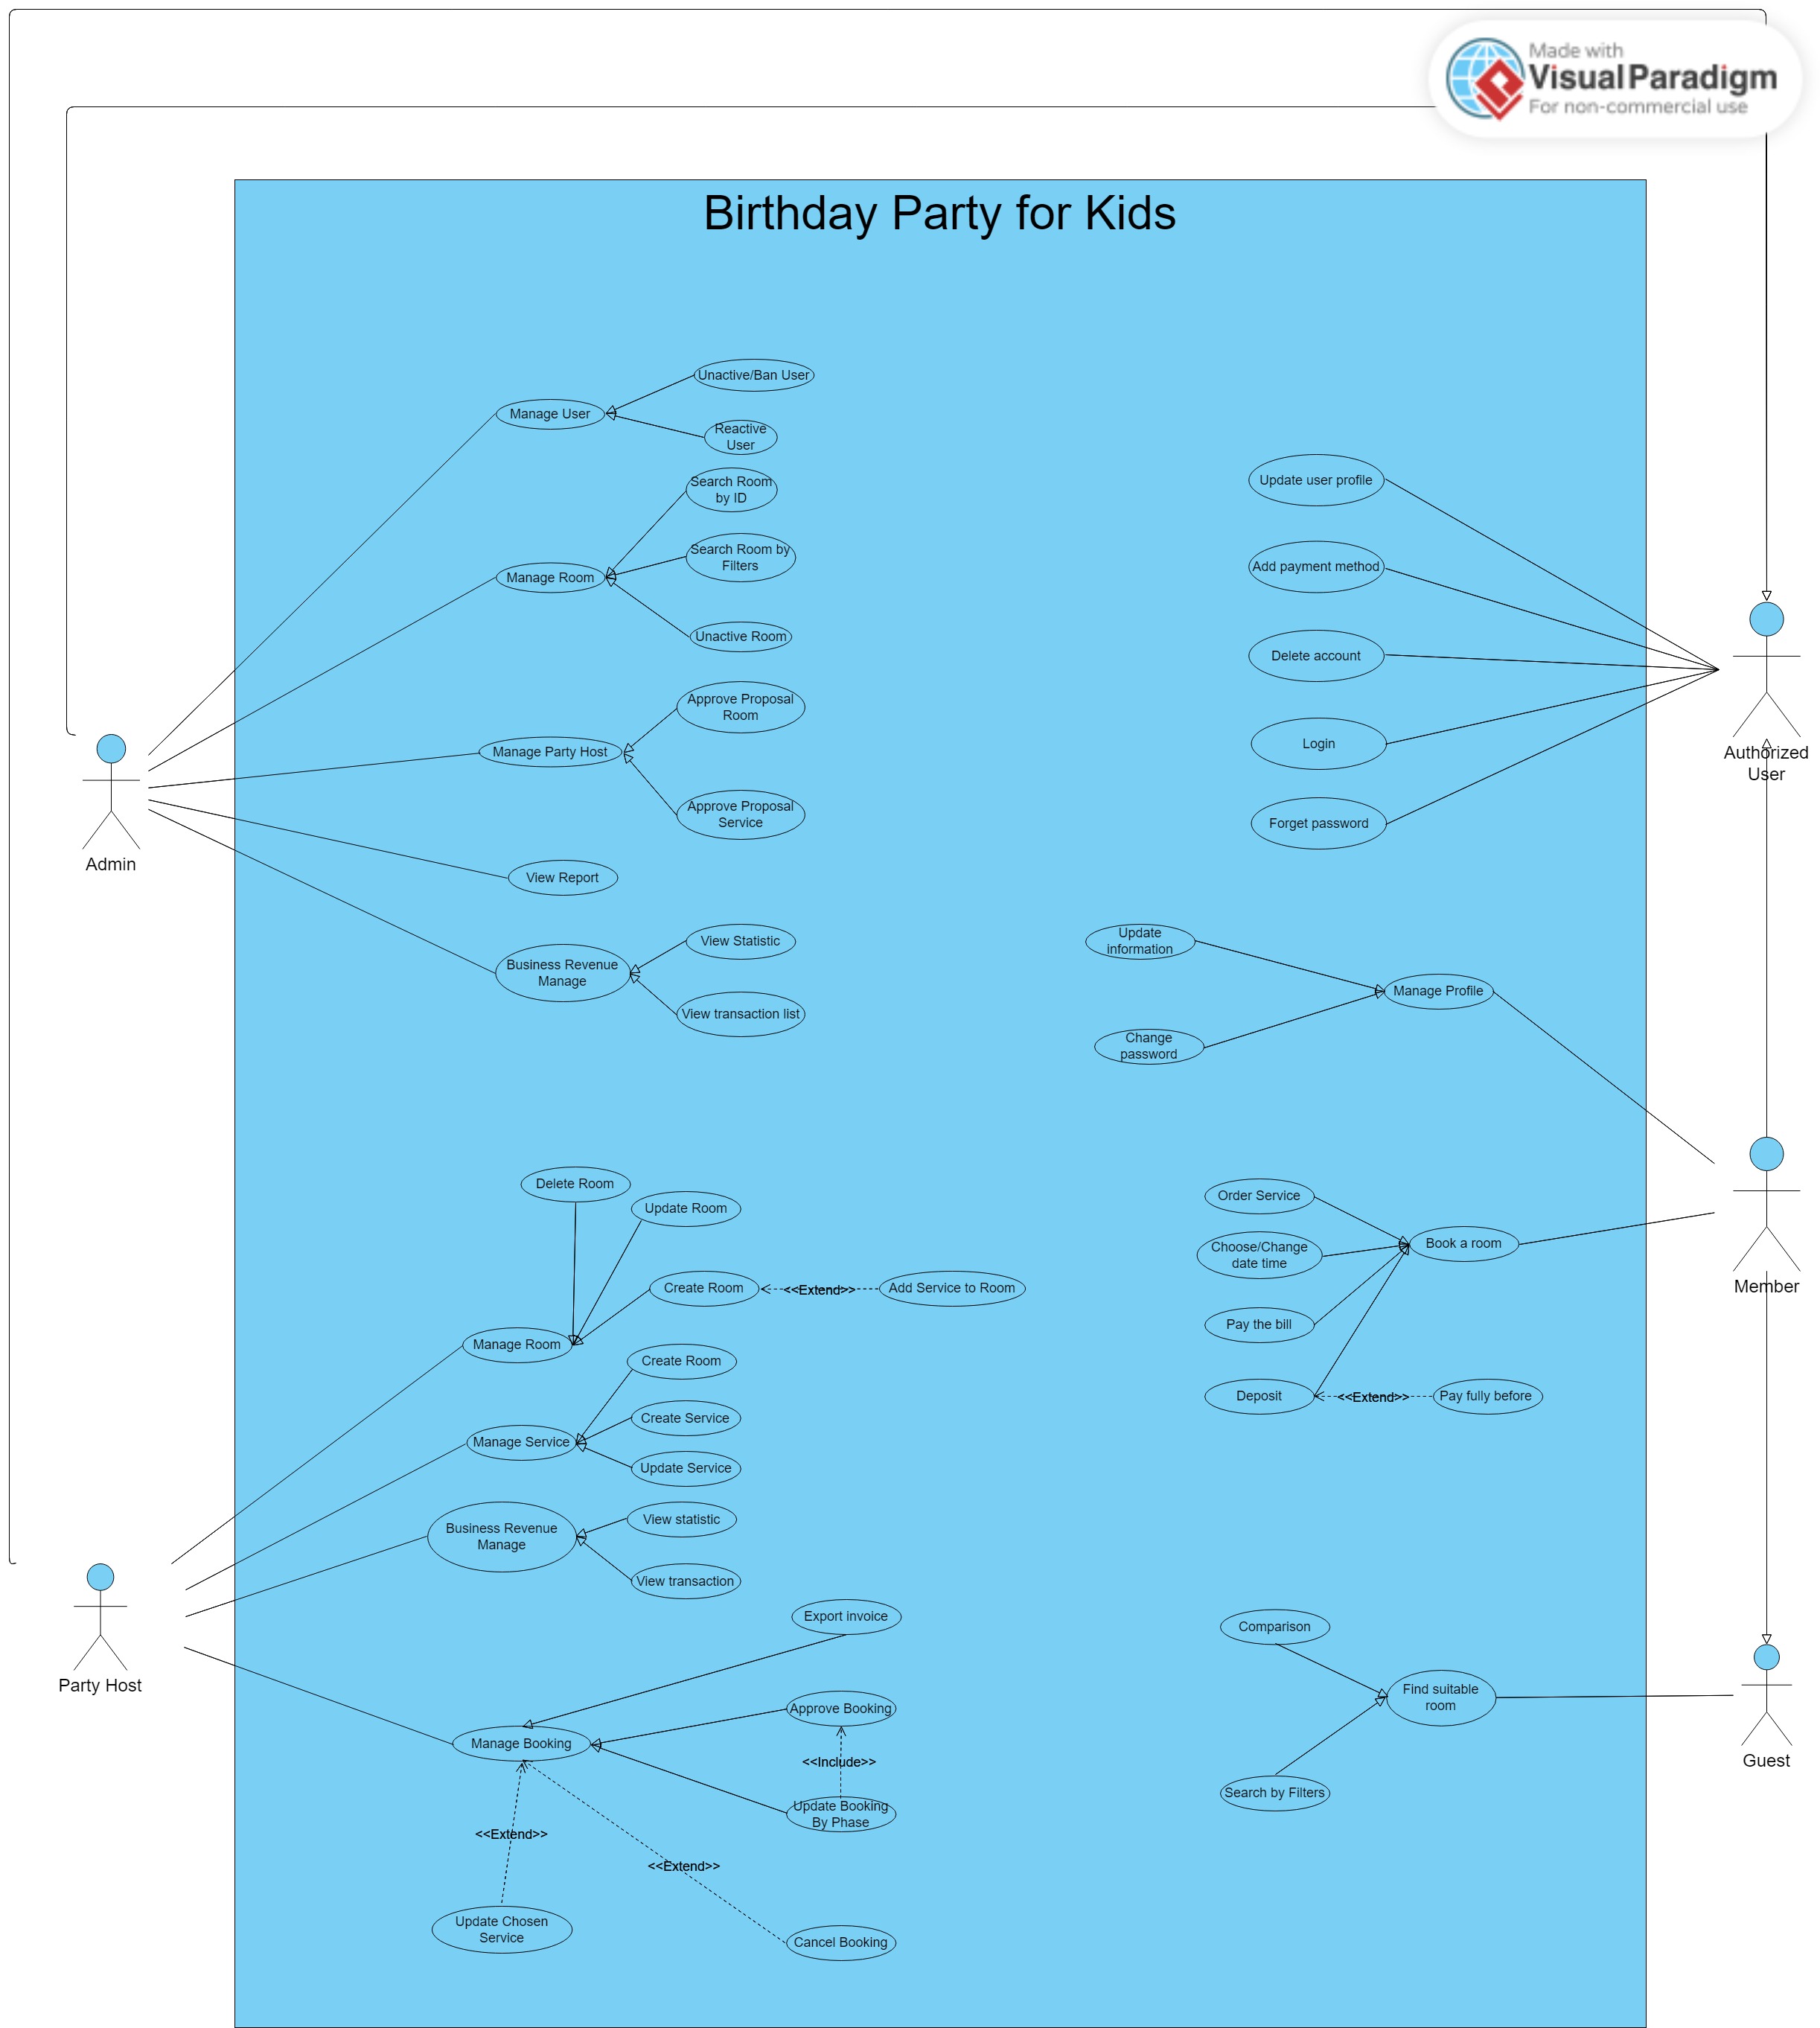 Made with
Visual Paradigm
For non-commercial use
Birthday Party for Kids
Unactive/Ban User
Manage User
Reactive
User
Search Room
by ID
Search Room by
Filters
Manage Room
Unactive Room
Approve Proposal
Room
Manage Party Host
Approve Proposal
Service
Admin
View Report
View Statistic
Business Revenue
Manage
View transaction list
Update user profile
Add payment method
Delete account
Login
Forget password
Authorized
User
Update
information
Manage Profile
Change
password
Delete Room
Update Room
Create Room
<<Extend>>
Add Service to Room
Manage Room
Create Room
Create Service
Manage Service
Update Service
View statistic
Business Revenue
Manage
View transaction
Party Host
Export invoice
Approve Booking
Manage Booking
<<Include>>
Update Booking
By Phase
<<Extend>>
<<Extend>>
Update Chosen
Service
Cancel Booking
Order Service
Choose/Change
date time
Book a room
Member
Pay the bill
Deposit
<<Extend>>
Pay fully before
Comparison
Find suitable
room
Search by Filters
Guest